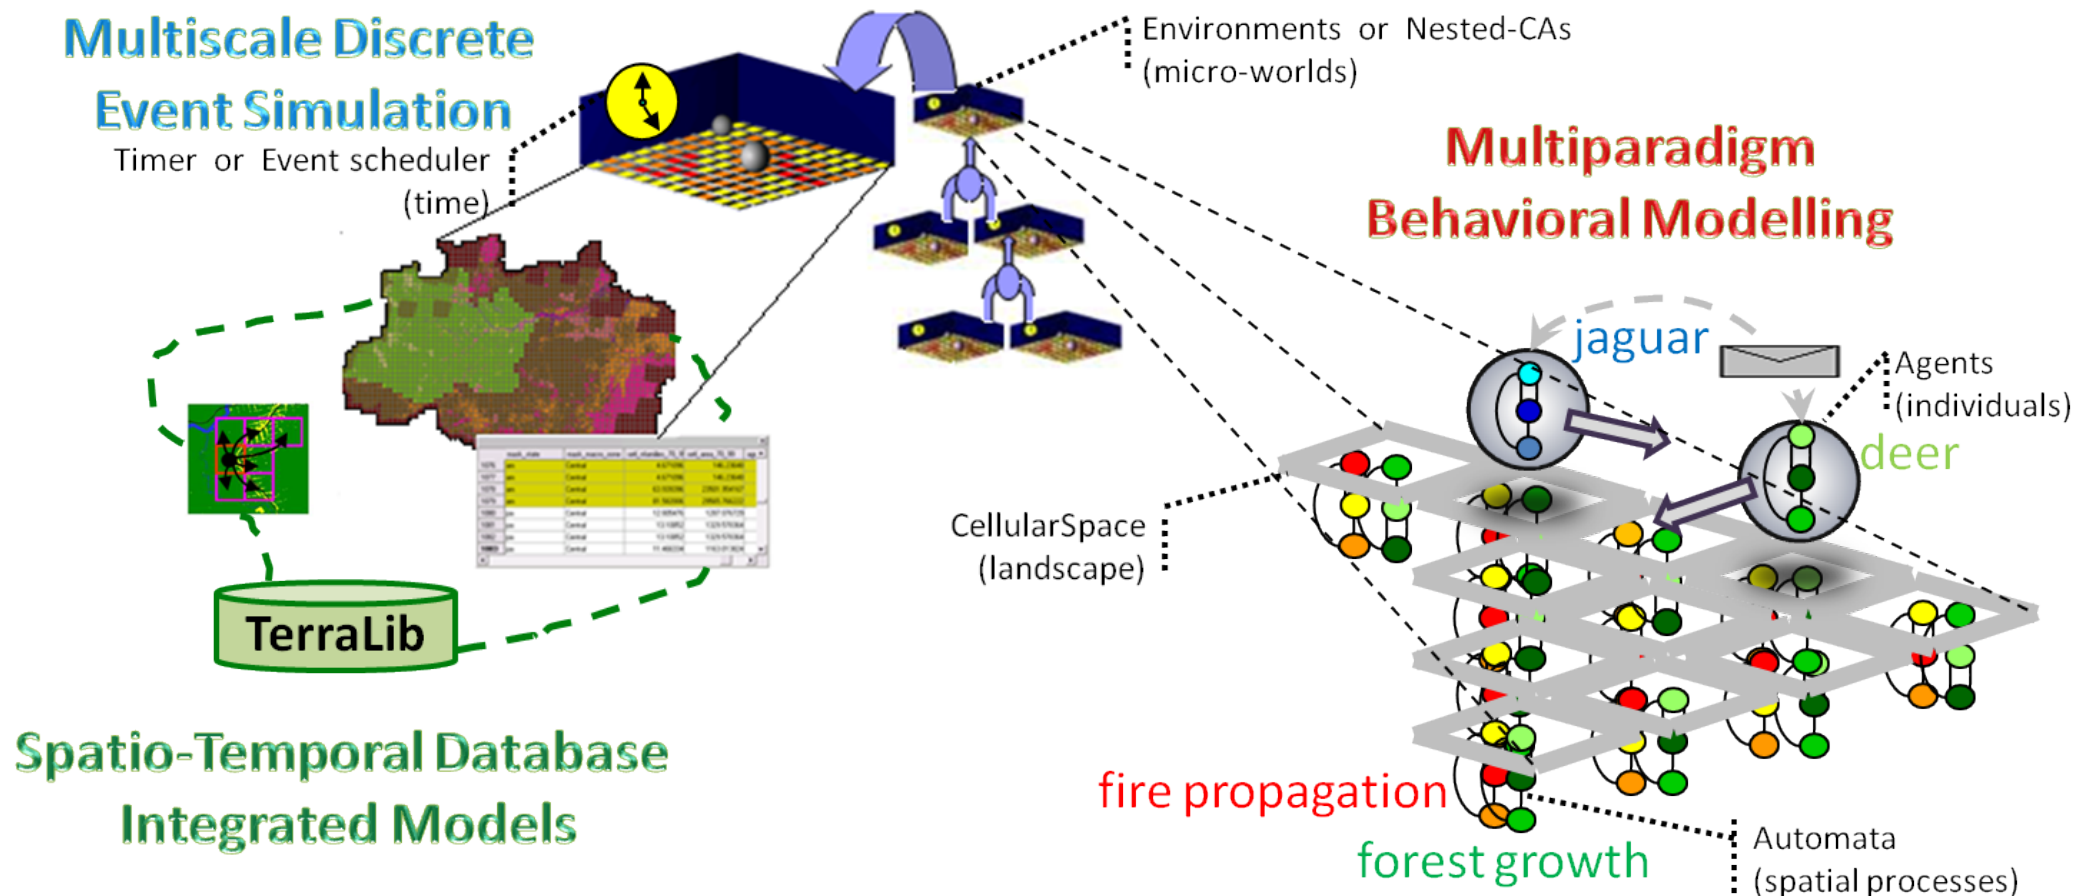 Multiscale Discrete
Event Simulation
Timer or Event scheduler
(time)
Environments or Nested-CAs
(micro-worlds)
Multiparadigm
Behavioral Modelling
jaguar
Agents
(individuals)
deer
CellularSpace
(landscape)
TerraLib
Spatio-Temporal Database
Integrated Models
fire propagation
forest growth
Automata
(spatial processes)